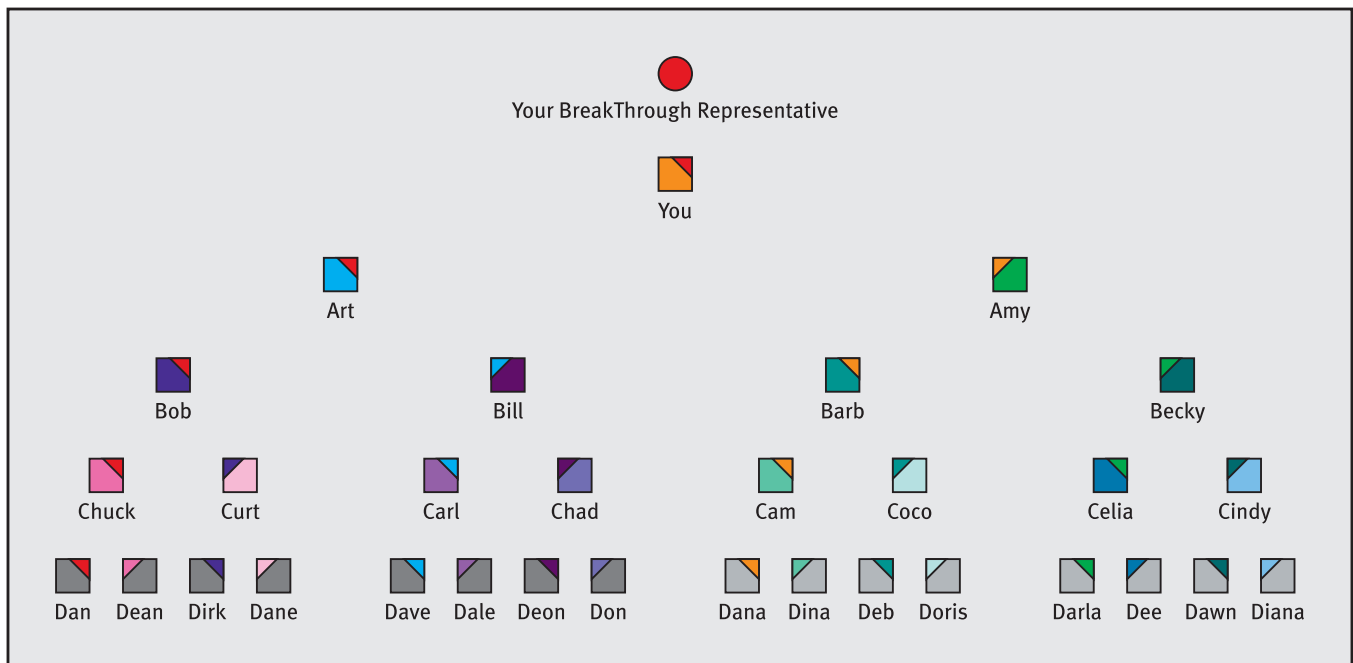 Your BreakThrough Representative
You
Art Amy
Bob Bill Barb Becky
Chuck Curt Carl Chad Cam Coco Celia Cindy
Dan Dean Dirk Dane Dave Dale Deon Don Dana Dina Deb Doris Darla Dee Dawn Diana